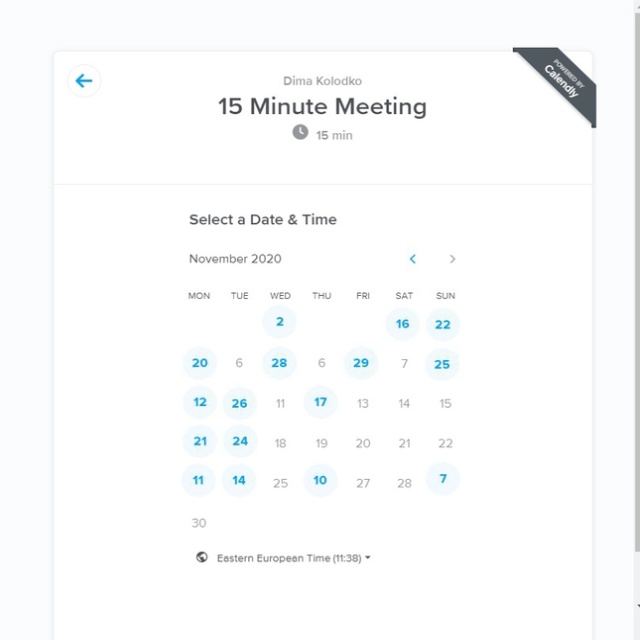 POWERED BY
Calendly
Dima Kolodko
15 Minute Meeting
15 min
Select a Date & Time
November 2020
MON TUE WED THU FRI SAT SUN
2 16 22
20 6 28 6 29 7 25
12 26 11 17 13 14 15
21 24 18 19 20 21 22
11 14 25 10 27 28 7
30
Eastern European Time (11:38)